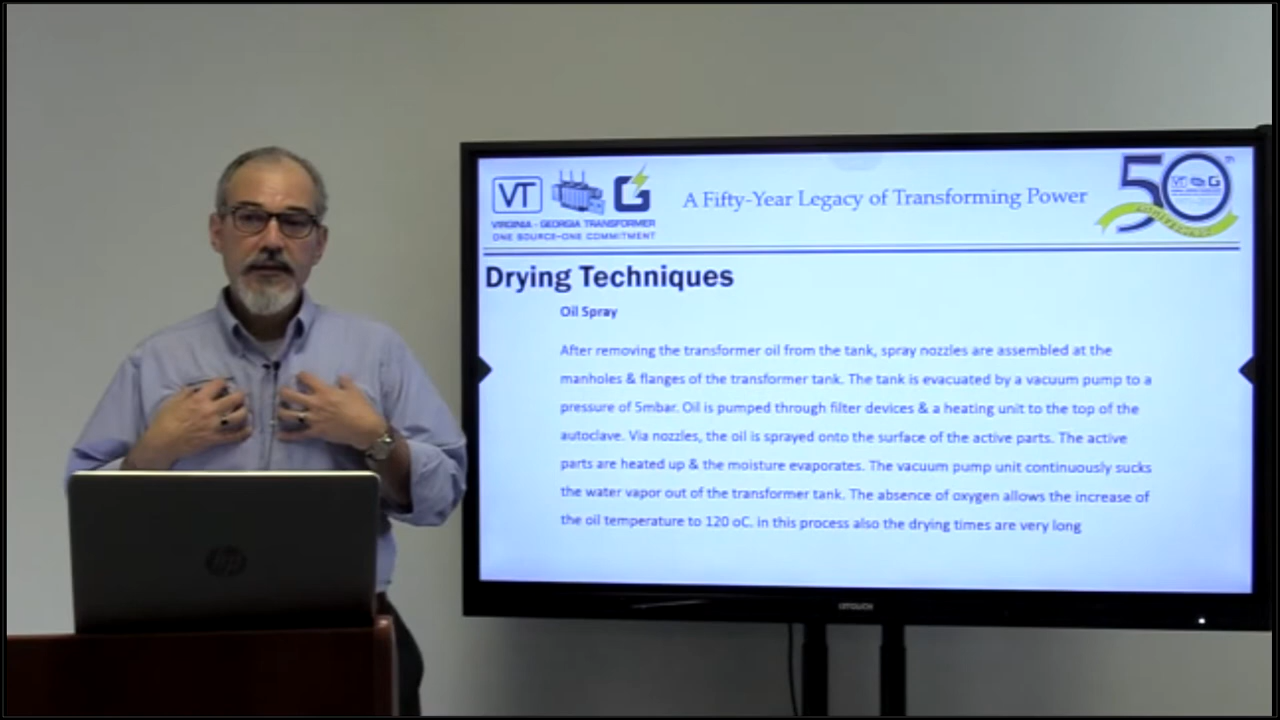 VT
G
VIRGINIA - GEORGIA TRANSFORMER
ONE SOURCE-ONE COMMITMENT
A Fifty-Year Legacy of Transforming Power
50th
Drying Techniques
Oil Spray
After removing the transformer oil from the tank, spray nozzles are assembled at the
manholes & flanges of the transformer tank. The tank is evacuated by a vacuum pump to a
pressure of 5mbar. Oil is pumped through filter devices & a heating unit to the top of the
autoclave. Via nozzles, the oil is sprayed onto the surface of the active parts. The active
parts are heated up & the moisture evaporates. The vacuum pump unit continuously sucks
the water vapor out of the transformer tank. The absence of oxygen allows the increase of
the oil temperature to 120 oC. in this process also the drying times are very long
hp